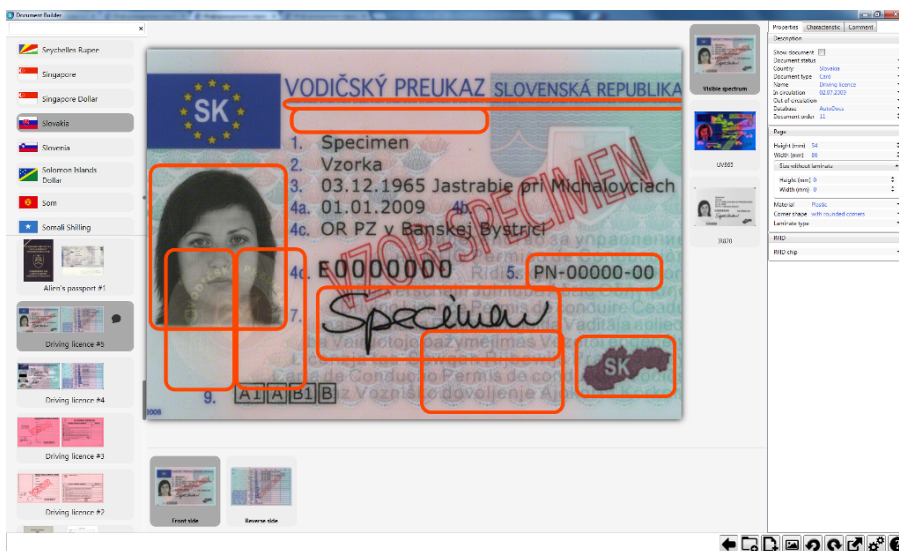 Document Builder
Seychelles Rupee
Singapore
Singapore Dollar
Slovakia
Slovenia
Solomon Islands
Dollar
Som
Somali Shilling
Alien's passport #1
Driving licence #5
Driving licence #4
Driving licence #3
Driving licence #2
VODIČSKÝ PREUKAZ SLOVENSKÁ REPUBLIKA
SK
1. Specimen
2. Vzorka
3. 03.12.1965 Jastrabie pri Michalovciach
4a. 01.01.2009 4b.
4c. OR PZ v Banskej Bystrici
4d. E0000000 5. PN-00000-00
7. Specimen
VZOR-SPECIMEN
SK
9. A1 A B1 B
2008
Front side
Reverse side
Visible spectrum
UV365
IR870
Properties Characteristic Comment
Description
Show document
Document status
Country Slovakia
Document type Card
Name Driving licence
In circulation 02.07.2009
Out of circulation
Database AutoDocs
Document order 11
Page
Height (mm) 54
Width (mm) 86
Size without laminate
Height (mm) 0
Width (mm) 0
Material Plastic
Corner shape with rounded corners
Laminate type
RFID
RFID chip